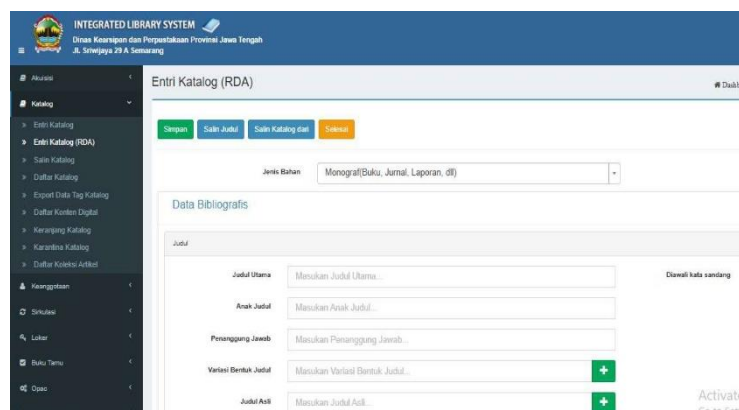 INTEGRATED LIBRARY SYSTEM
Dinas Kearsipan dan Perpustakaan Provinsi Jawa Tengah
Jl. Sriwijaya 29 A Semarang
Akuisisi
Katalog
Entri Katalog
Entri Katalog (RDA)
Salin Katalog
Daftar Katalog
Export Data Tag Katalog
Daftar Konten Digital
Keranjang Katalog
Karantina Katalog
Daftar Koleksi Artikel
Keanggotaan
Sirkulasi
Loker
Buku Tamu
Opac
Entri Katalog (RDA)
Simpan Salin Judul Salin Katalog dari Selesai
Jenis Bahan Monograf(Buku, Jurnal, Laporan, dll)
Data Bibliografis
Judul
Judul Utama Masukan Judul Utama... Diawali kata sandang
Anak Judul Masukan Anak Judul...
Penanggung Jawab Masukan Penanggung Jawab...
Variasi Bentuk Judul Masukan Variasi Bentuk Judul...
Judul Asli Masukan Judul Asli...